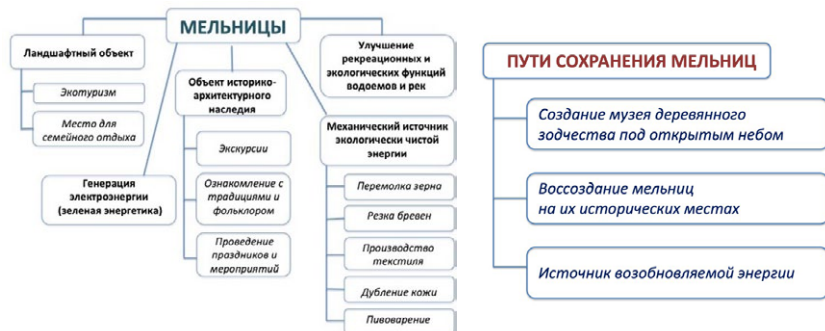 МЕЛЬНИЦЫ
Ландшафтный объект
Экотуризм
Место для
семейного отдыха
Генерация
электроэнергии
(зеленая энергетика)
Объект историко-
архитектурного
наследия
Экскурсии
Ознакомление с
традициями и
фольклором
Проведение
праздников и
мероприятий
Улучшение
рекреационных и
экологических функций
водоемов и рек
Механический источник
экологически чистой
энергии
Перемолка зерна
Резка бревен
Производство
текстиля
Дубление кожи
Пивоварение
ПУТИ СОХРАНЕНИЯ МЕЛЬНИЦ
Создание музея деревянного
зодчества под открытым небом
Воссоздание мельниц
на их исторических местах
Источник возобновляемой энергии